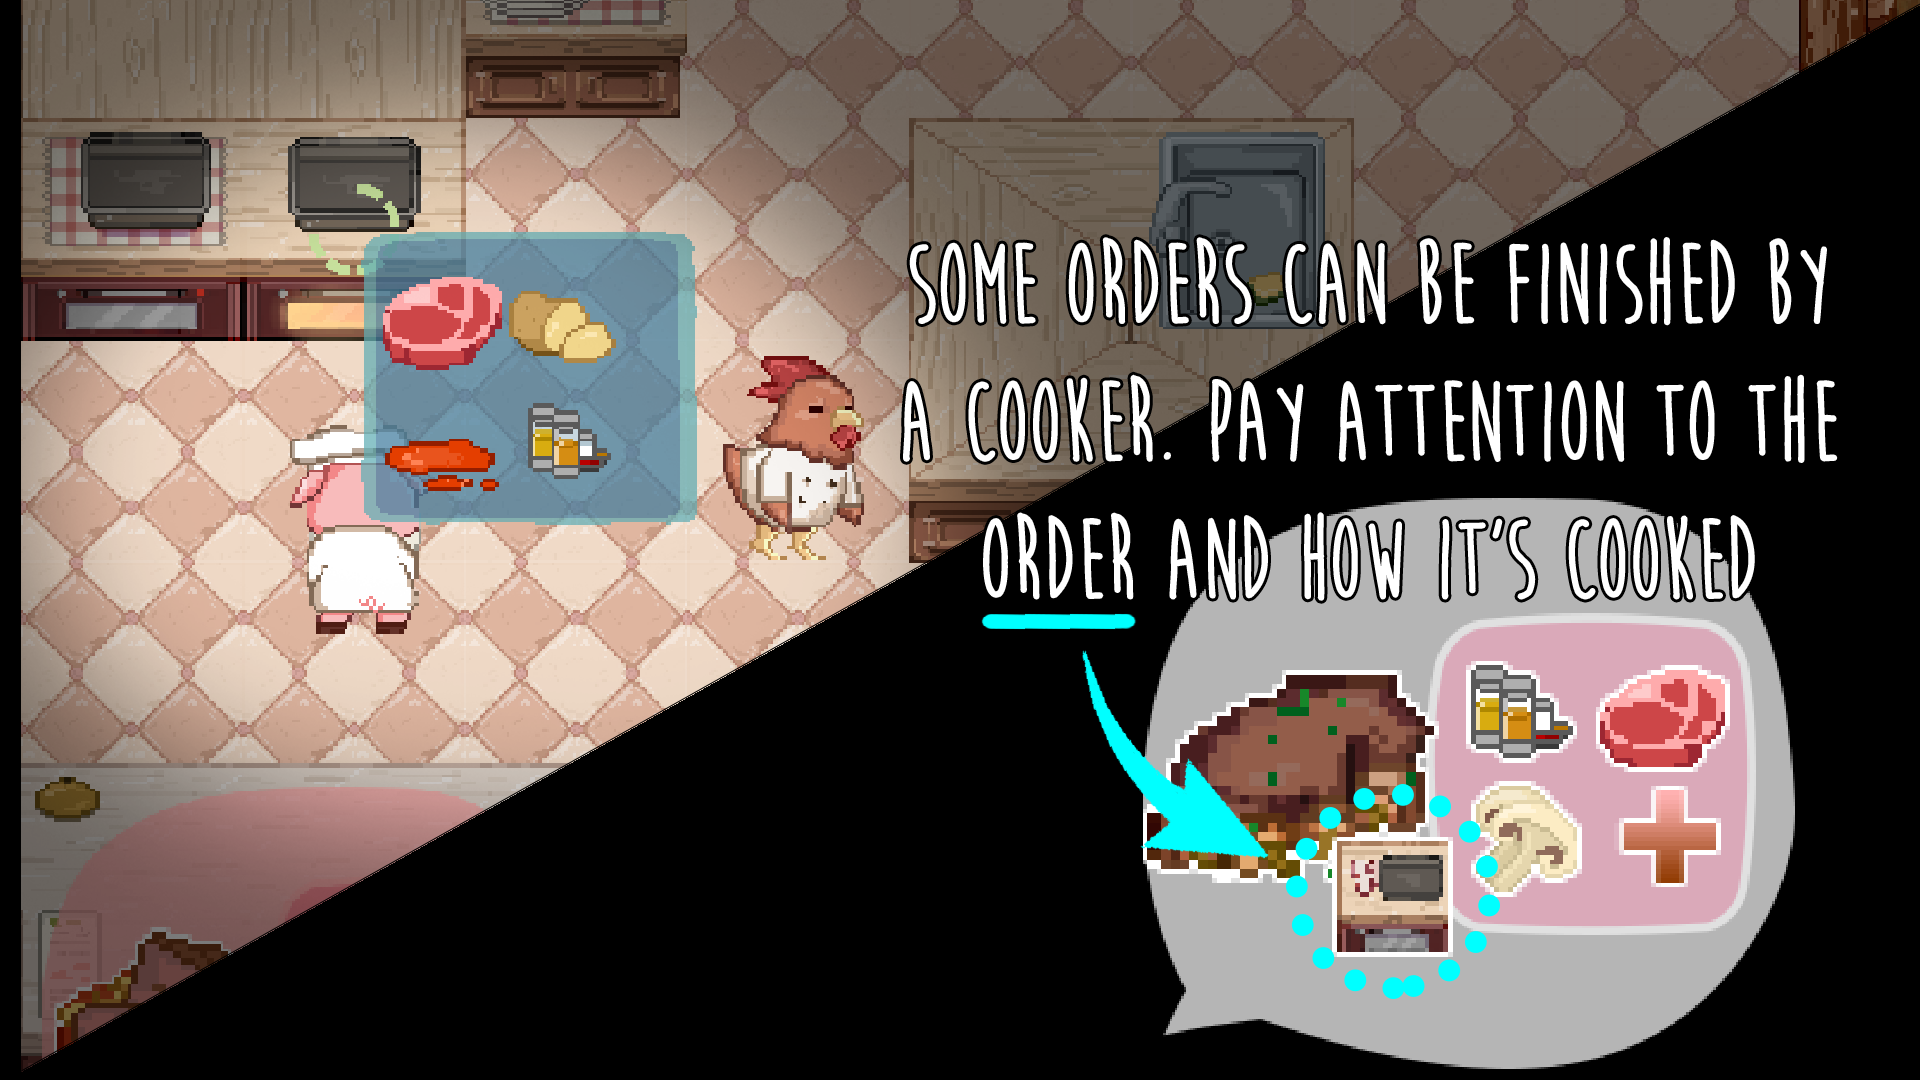 SOME ORDERS CAN BE FINISHED BY
A COOKER. PAY ATTENTION TO THE
ORDER AND HOW IT'S COOKED